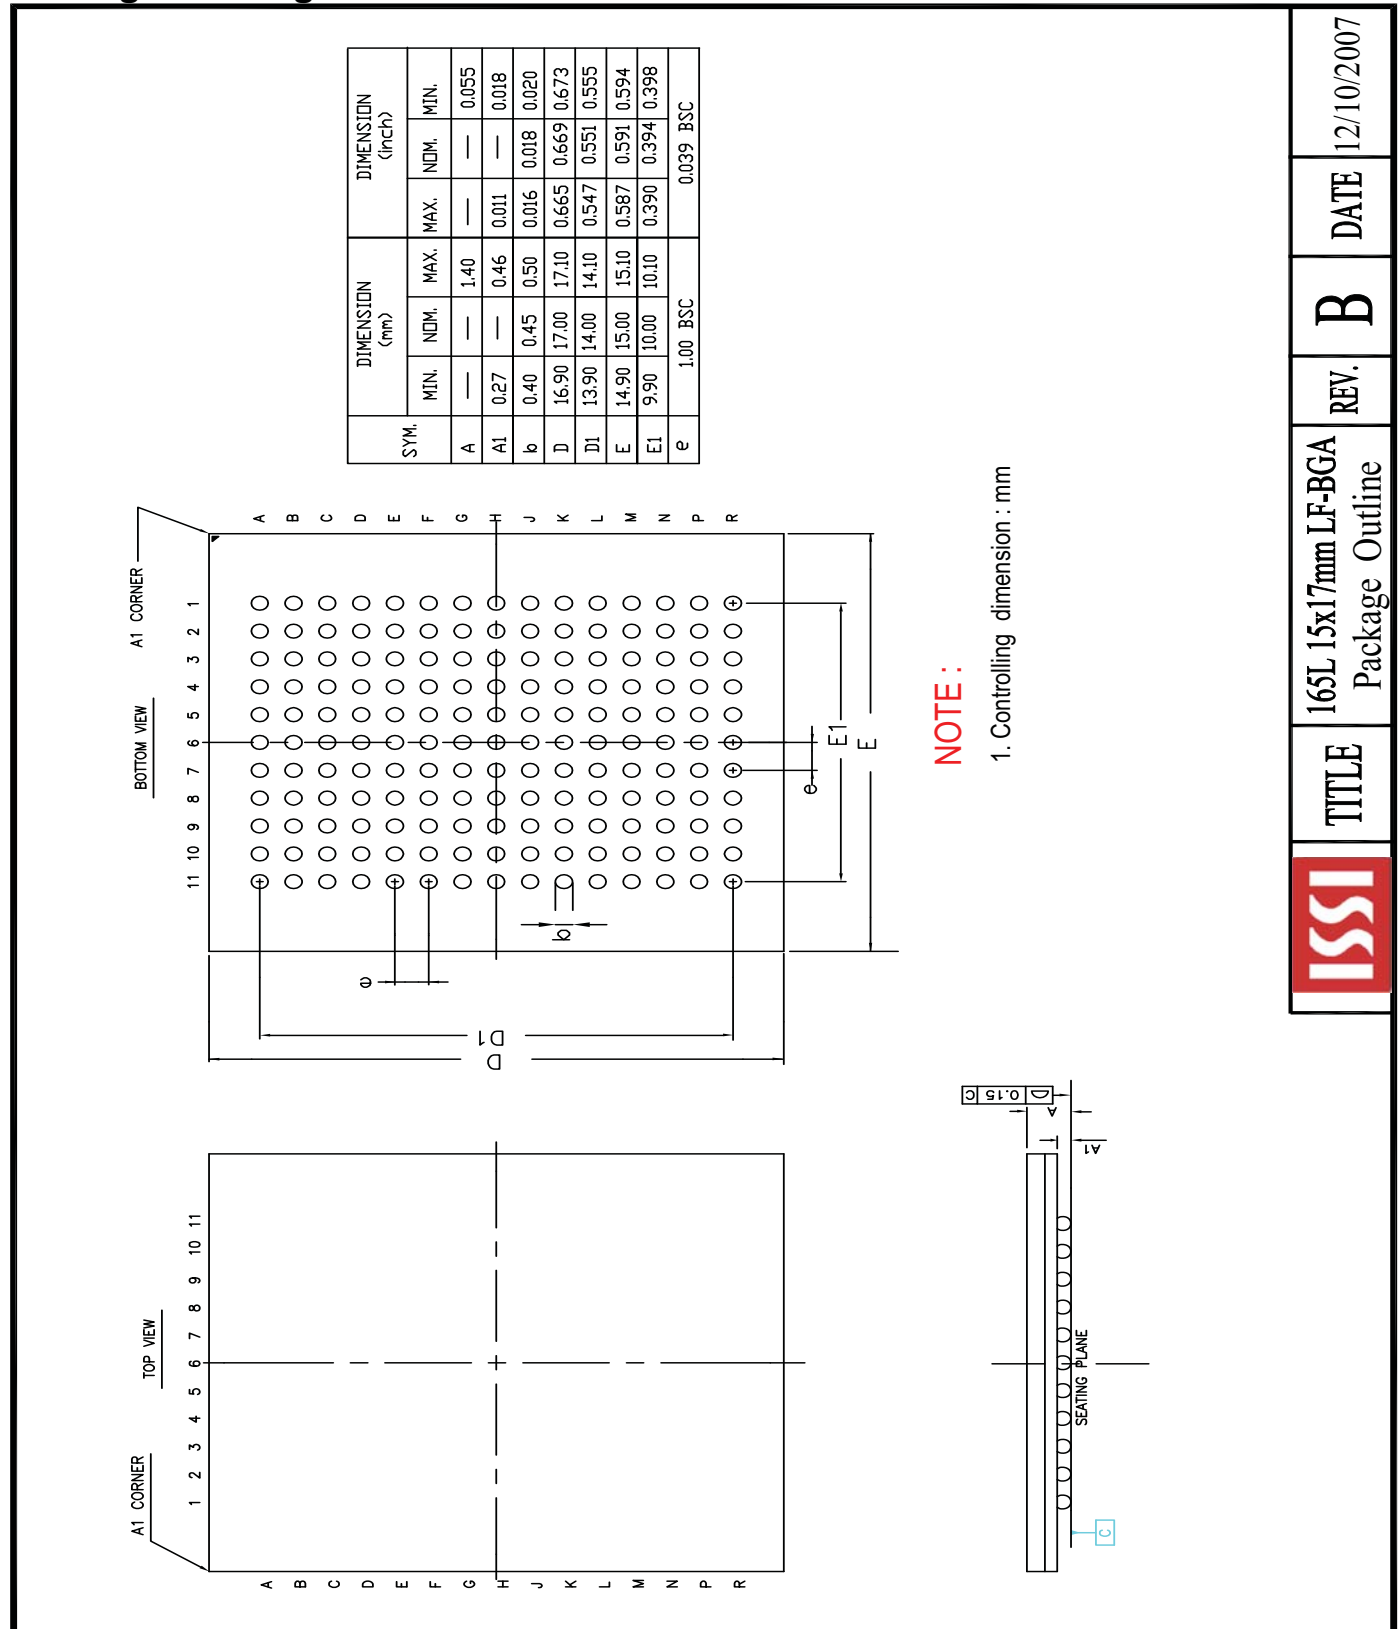 SYM.
DIMENSION
(mm)
DIMENSION
(inch)
MIN. NOM. MAX. MAX. NOM. MIN.
A — — 1.40 — — 0.055
A1 0.27 — 0.46 0.011 — 0.018
b 0.40 0.45 0.50 0.016 0.018 0.020
D 16.90 17.00 17.10 0.665 0.669 0.673
D1 13.90 14.00 14.10 0.547 0.551 0.555
E 14.90 15.00 15.10 0.587 0.591 0.594
E1 9.90 10.00 10.10 0.390 0.394 0.398
e 1.00 BSC 0.039 BSC
A1 CORNER
TOP VIEW
1 2 3 4 5 6 7 8 9 10 11
A
B
C
D
E
F
G
H
J
K
L
M
N
P
R
BOTTOM VIEW
A1 CORNER
11 10 9 8 7 6 5 4 3 2 1
A
B
C
D
E
F
G
H
J
K
L
M
N
P
R
D
D1
e
b
e
E1
E
D 0.15 C
A
A1
SEATING PLANE
C
NOTE :
1. Controlling dimension : mm
ISSI
TITLE
165L 15x17mm LF-BGA
Package Outline
REV.
B
DATE
12/10/2007